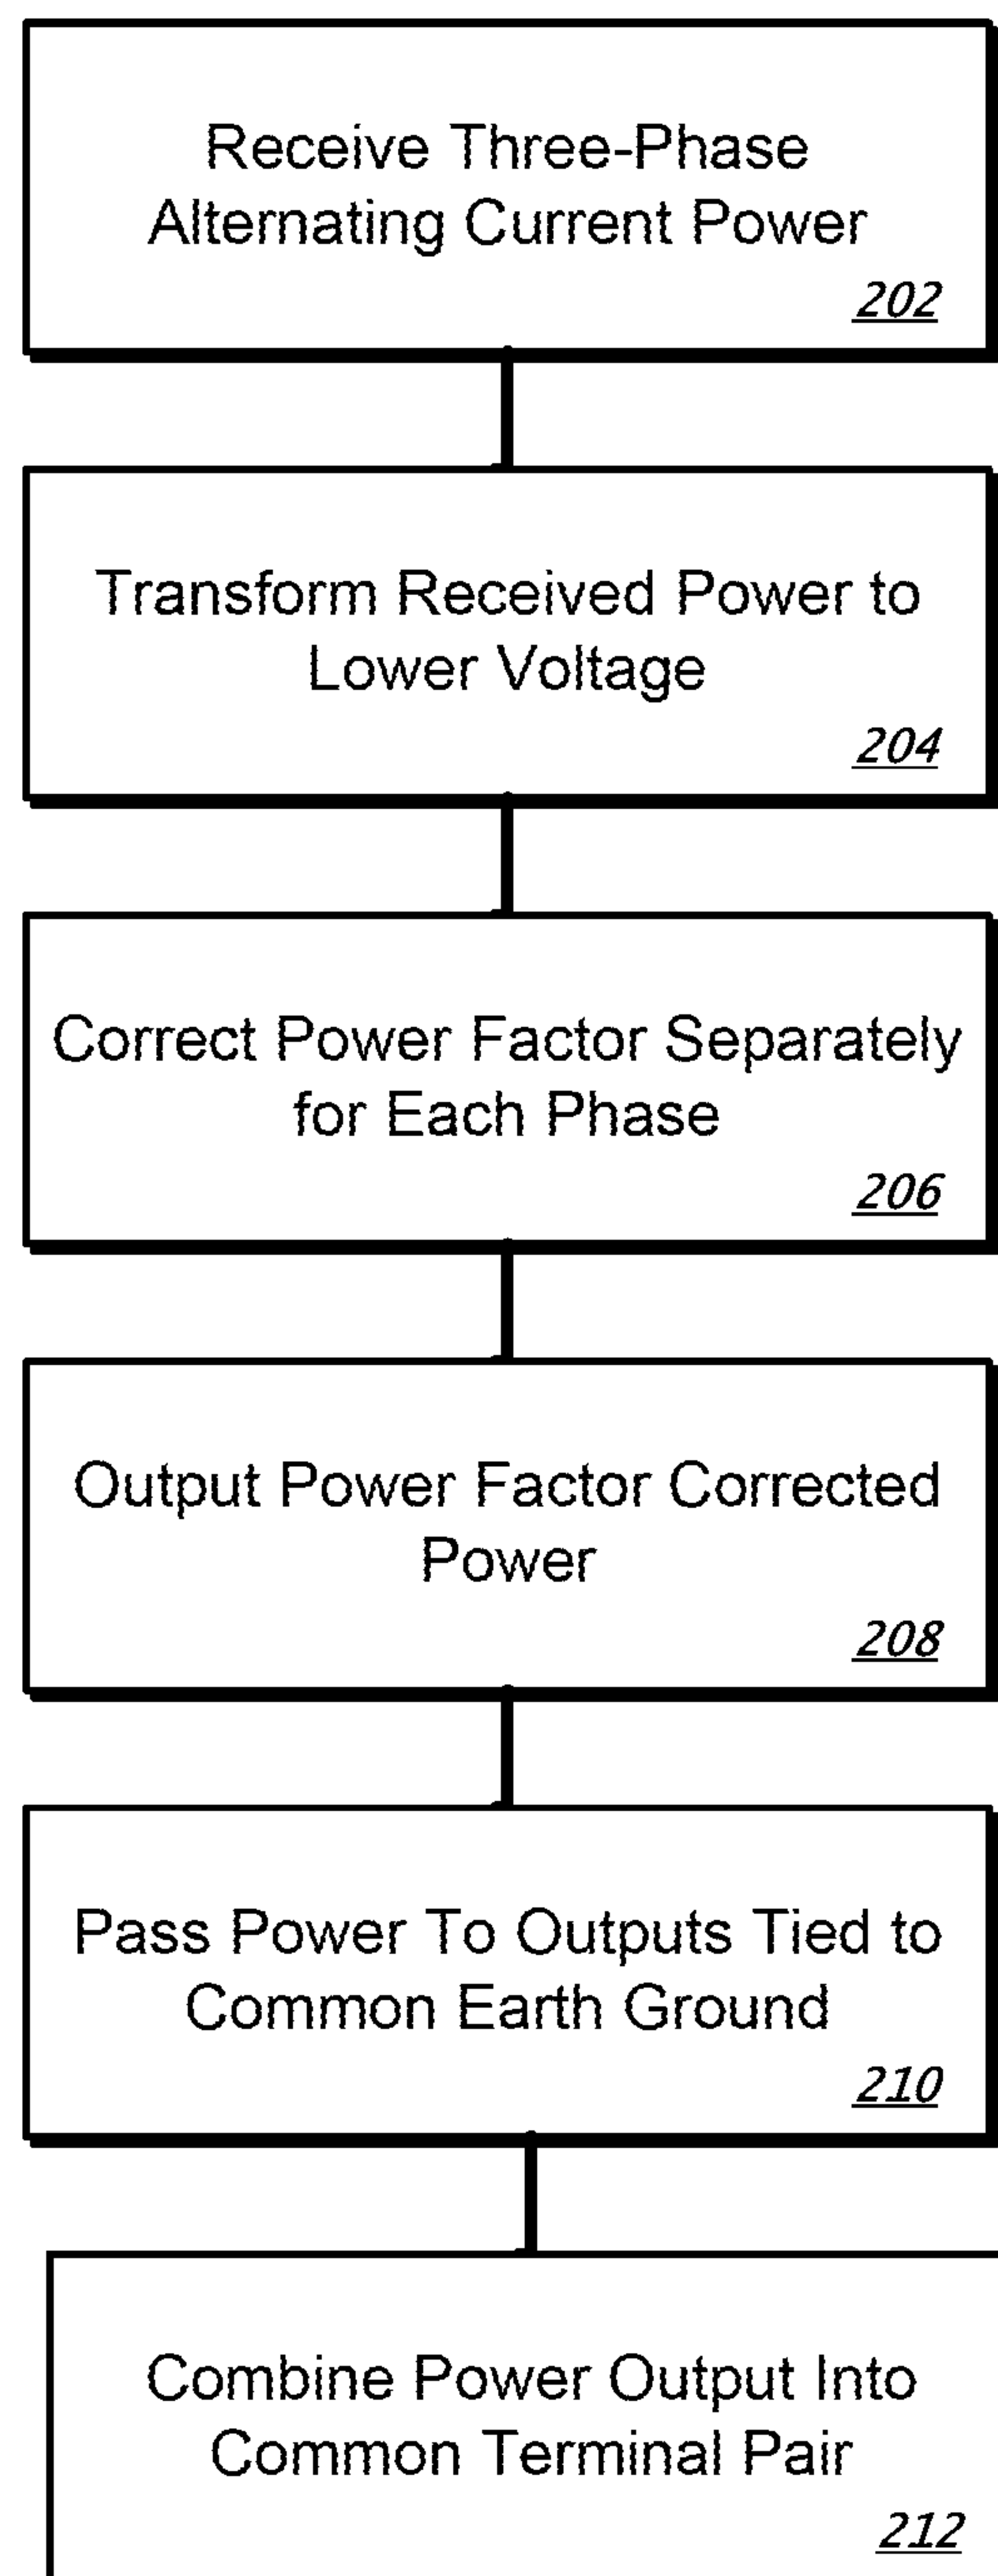 Receive Three-Phase
Alternating Current Power
202
Transform Received Power to
Lower Voltage
204
Correct Power Factor Separately
for Each Phase
206
Output Power Factor Corrected
Power
208
Pass Power To Outputs Tied to
Common Earth Ground
210
Combine Power Output Into
Common Terminal Pair
212